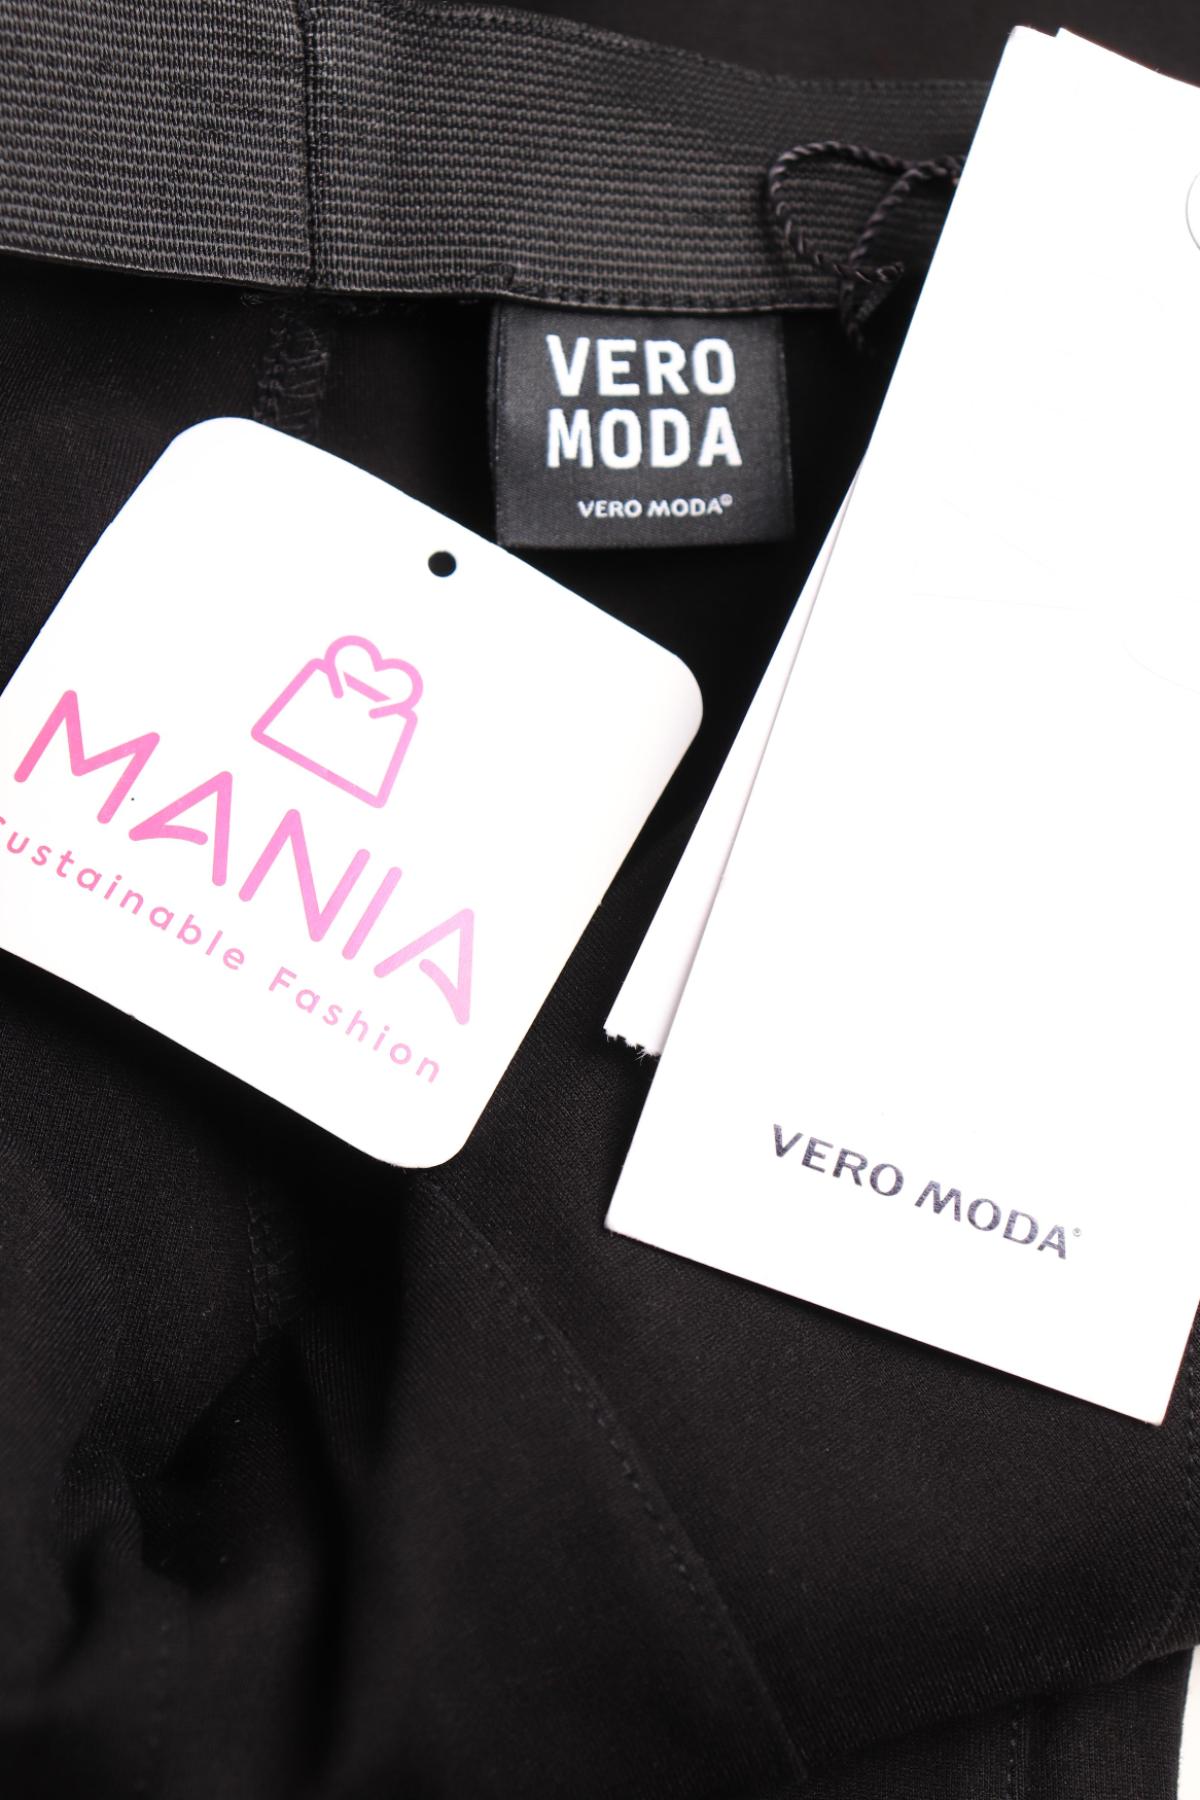 VERO
MODA
VERO MODA®
MANIA
Sustainable Fashion
VERO MODA®